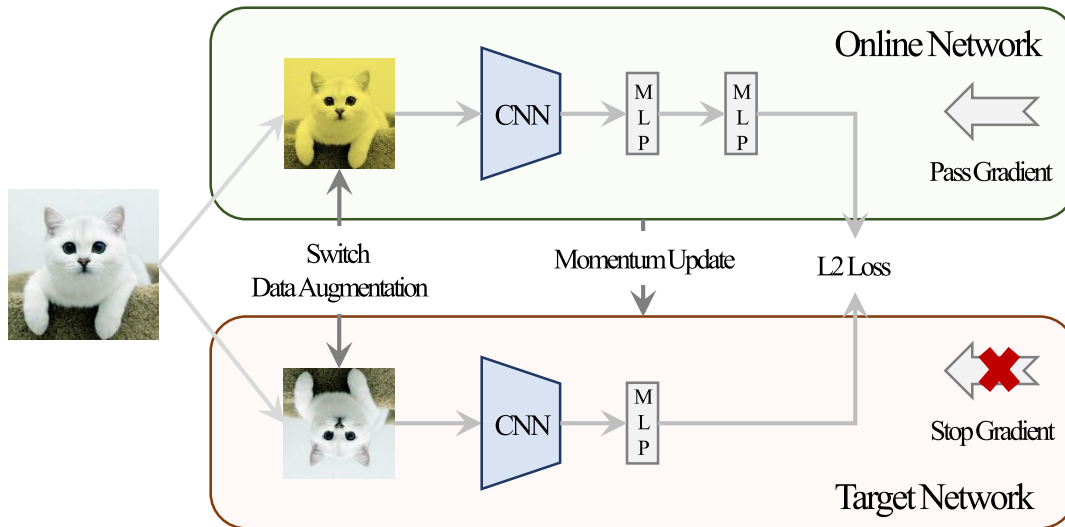 Online Network
CNN
M
L
P
M
L
P
Pass Gradient
Switch
Data Augmentation
Momentum Update
L2 Loss
CNN
M
L
P
Stop Gradient
Target Network